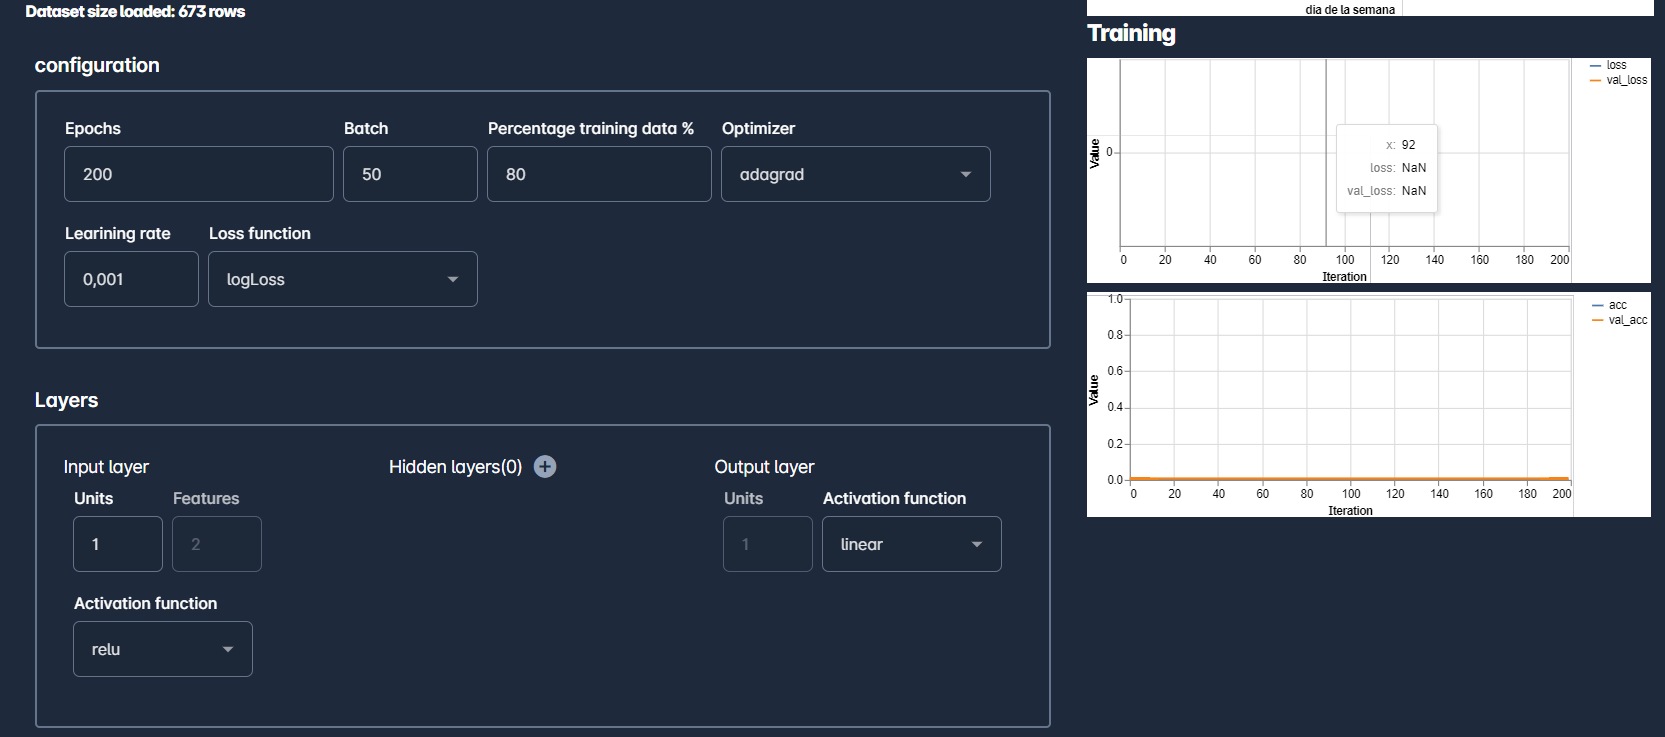 Dataset size loaded: 673 rows
configuration
Epochs Batch Percentage training data % Optimizer
200 50 80 adagrad
Learining rate Loss function
0,001 logLoss
Layers
Input layer Hidden layers(0) + Output layer
Units Features Units Activation function
1 2 1 linear
Activation function
relu
dia de la semana
Training
loss
val_loss
Value
0
x: 92
loss: NaN
val_loss: NaN
0 20 40 60 80 100 120 140 160 180 200
Iteration
acc
val_acc
Value
1.0
0.8
0.6
0.4
0.2
0.0
0 20 40 60 80 100 120 140 160 180 200
Iteration